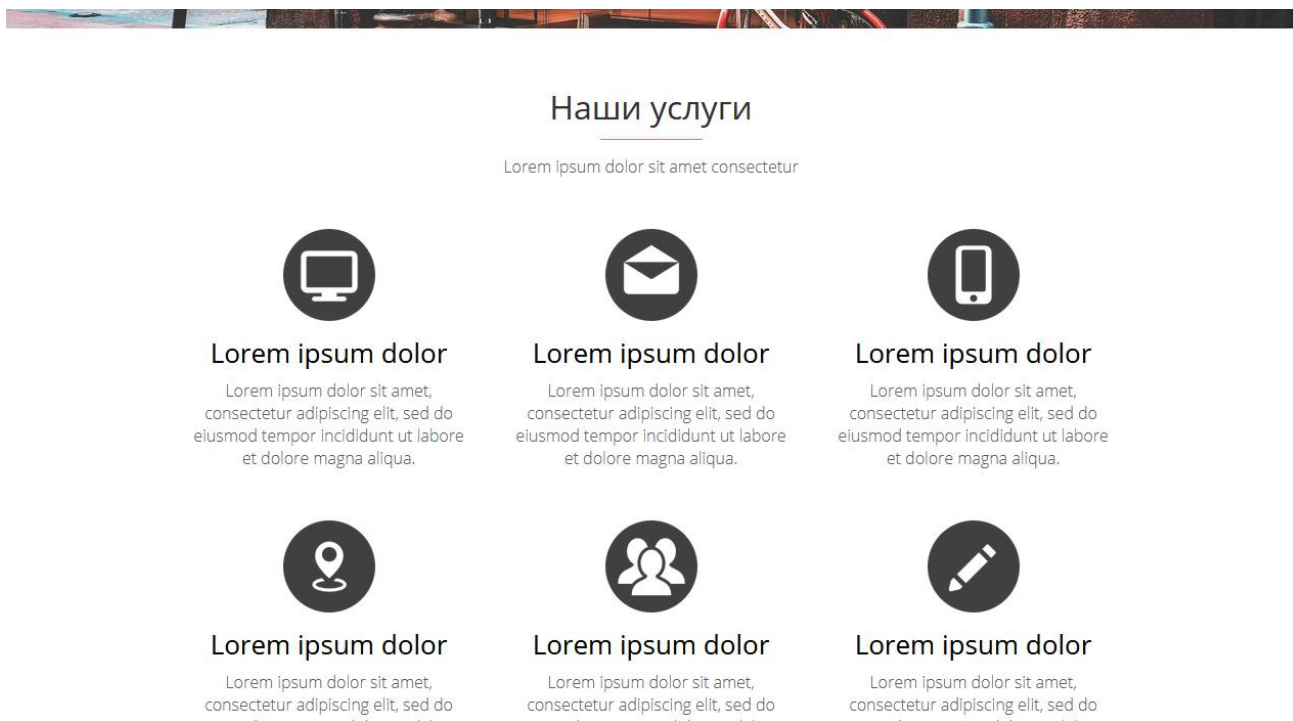 Наши услуги
Lorem ipsum dolor sit amet consectetur
Lorem ipsum dolor
Lorem ipsum dolor sit amet,
consectetur adipiscing elit, sed do
eiusmod tempor incididunt ut labore
et dolore magna aliqua.
Lorem ipsum dolor
Lorem ipsum dolor sit amet,
consectetur adipiscing elit, sed do
eiusmod tempor incididunt ut labore
et dolore magna aliqua.
Lorem ipsum dolor
Lorem ipsum dolor sit amet,
consectetur adipiscing elit, sed do
eiusmod tempor incididunt ut labore
et dolore magna aliqua.
Lorem ipsum dolor
Lorem ipsum dolor sit amet,
consectetur adipiscing elit, sed do
Lorem ipsum dolor
Lorem ipsum dolor sit amet,
consectetur adipiscing elit, sed do
Lorem ipsum dolor
Lorem ipsum dolor sit amet,
consectetur adipiscing elit, sed do